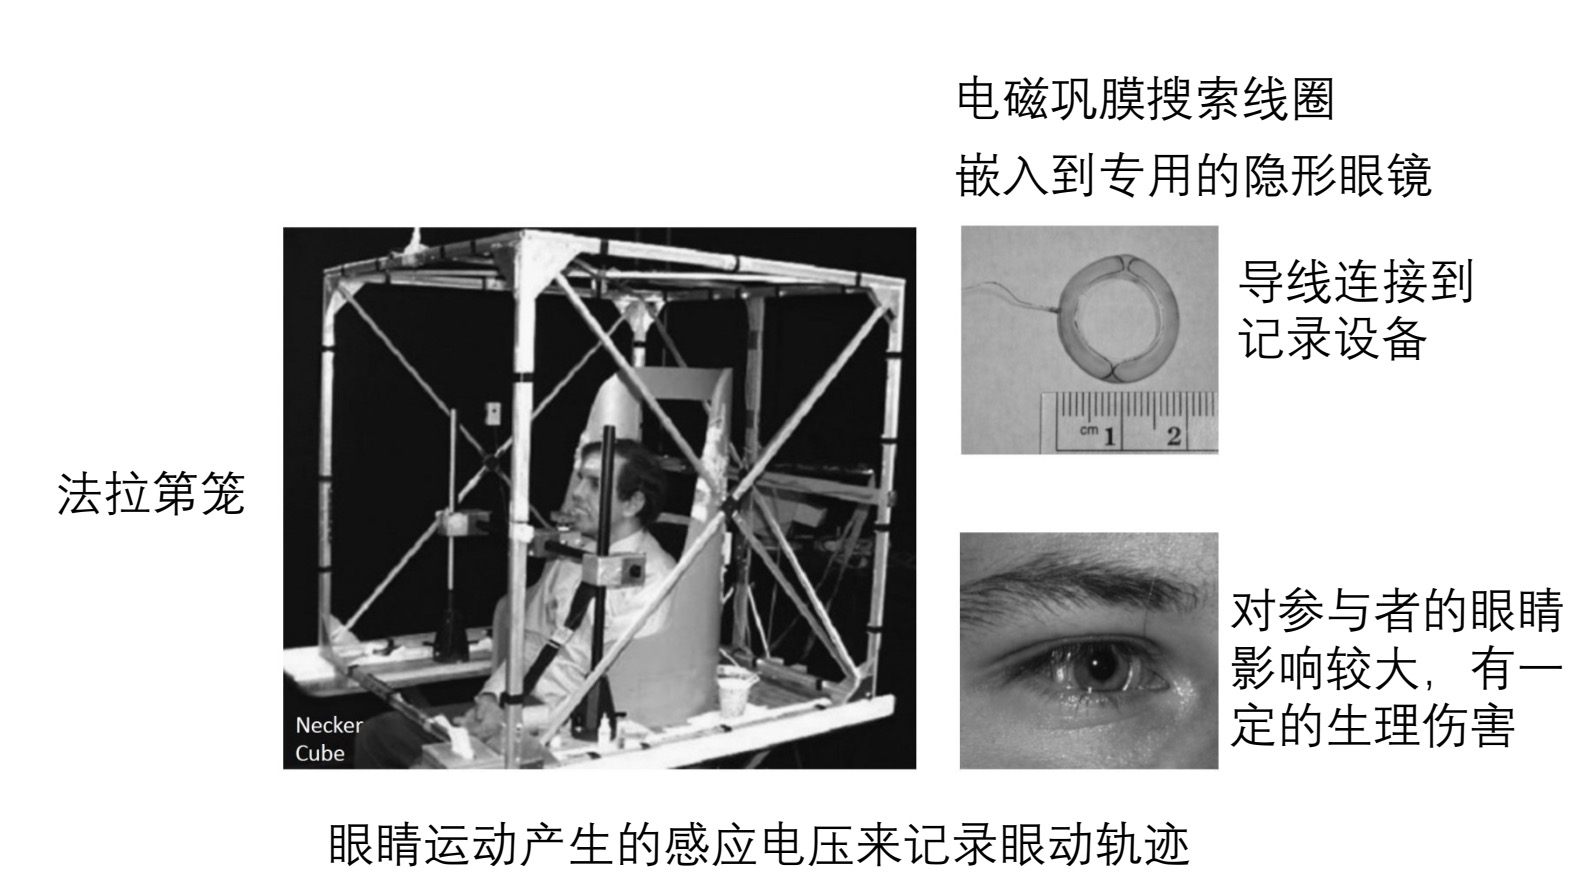 电磁巩膜搜索线圈
嵌入到专用的隐形眼镜
导线连接到
记录设备
cm 1 2
法拉第笼
Necker
Cube
对参与者的眼睛
影响较大，有一
定的生理伤害
眼睛运动产生的感应电压来记录眼动轨迹